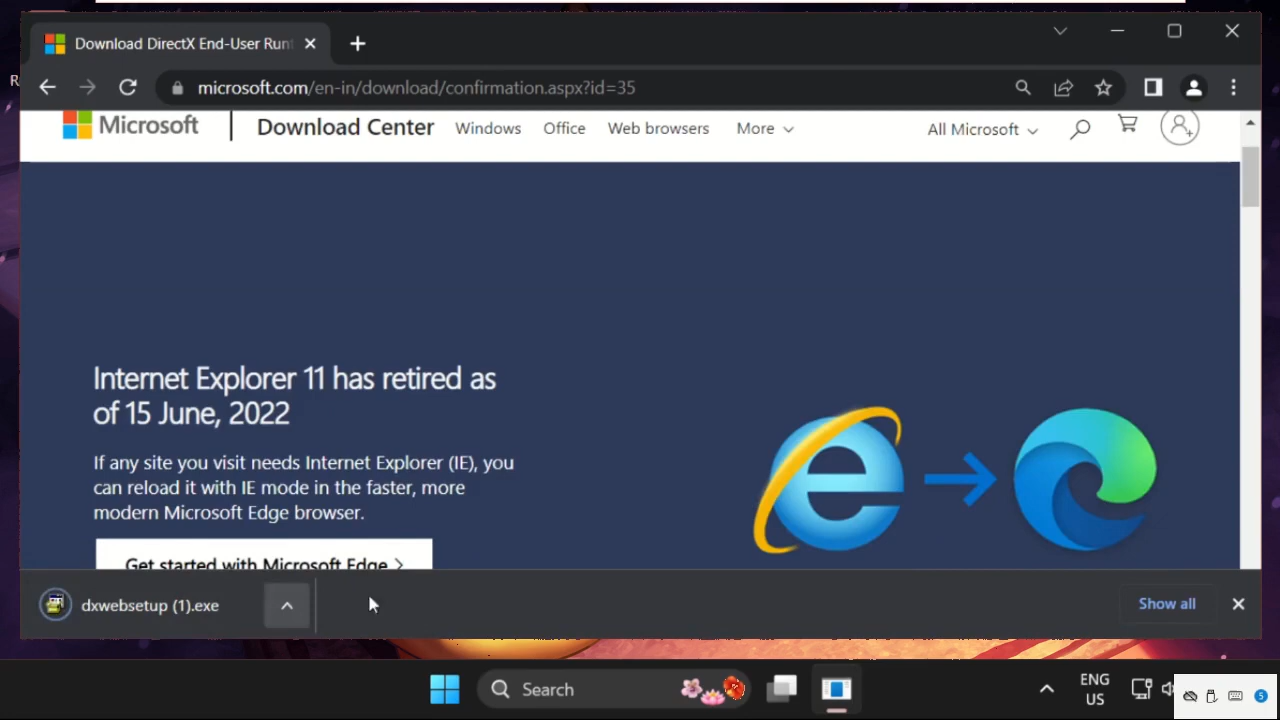 Download DirectX End-User Runt
microsoft.com/en-in/download/confirmation.aspx?id=35
Microsoft
Download Center
Windows
Office
Web browsers
More
All Microsoft
Internet Explorer 11 has retired as
of 15 June, 2022
If any site you visit needs Internet Explorer (IE), you
can reload it with IE mode in the faster, more
modern Microsoft Edge browser.
Get started with Microsoft Edge
dxwebsetup (1).exe
Show all
Search
ENG
US
5
R